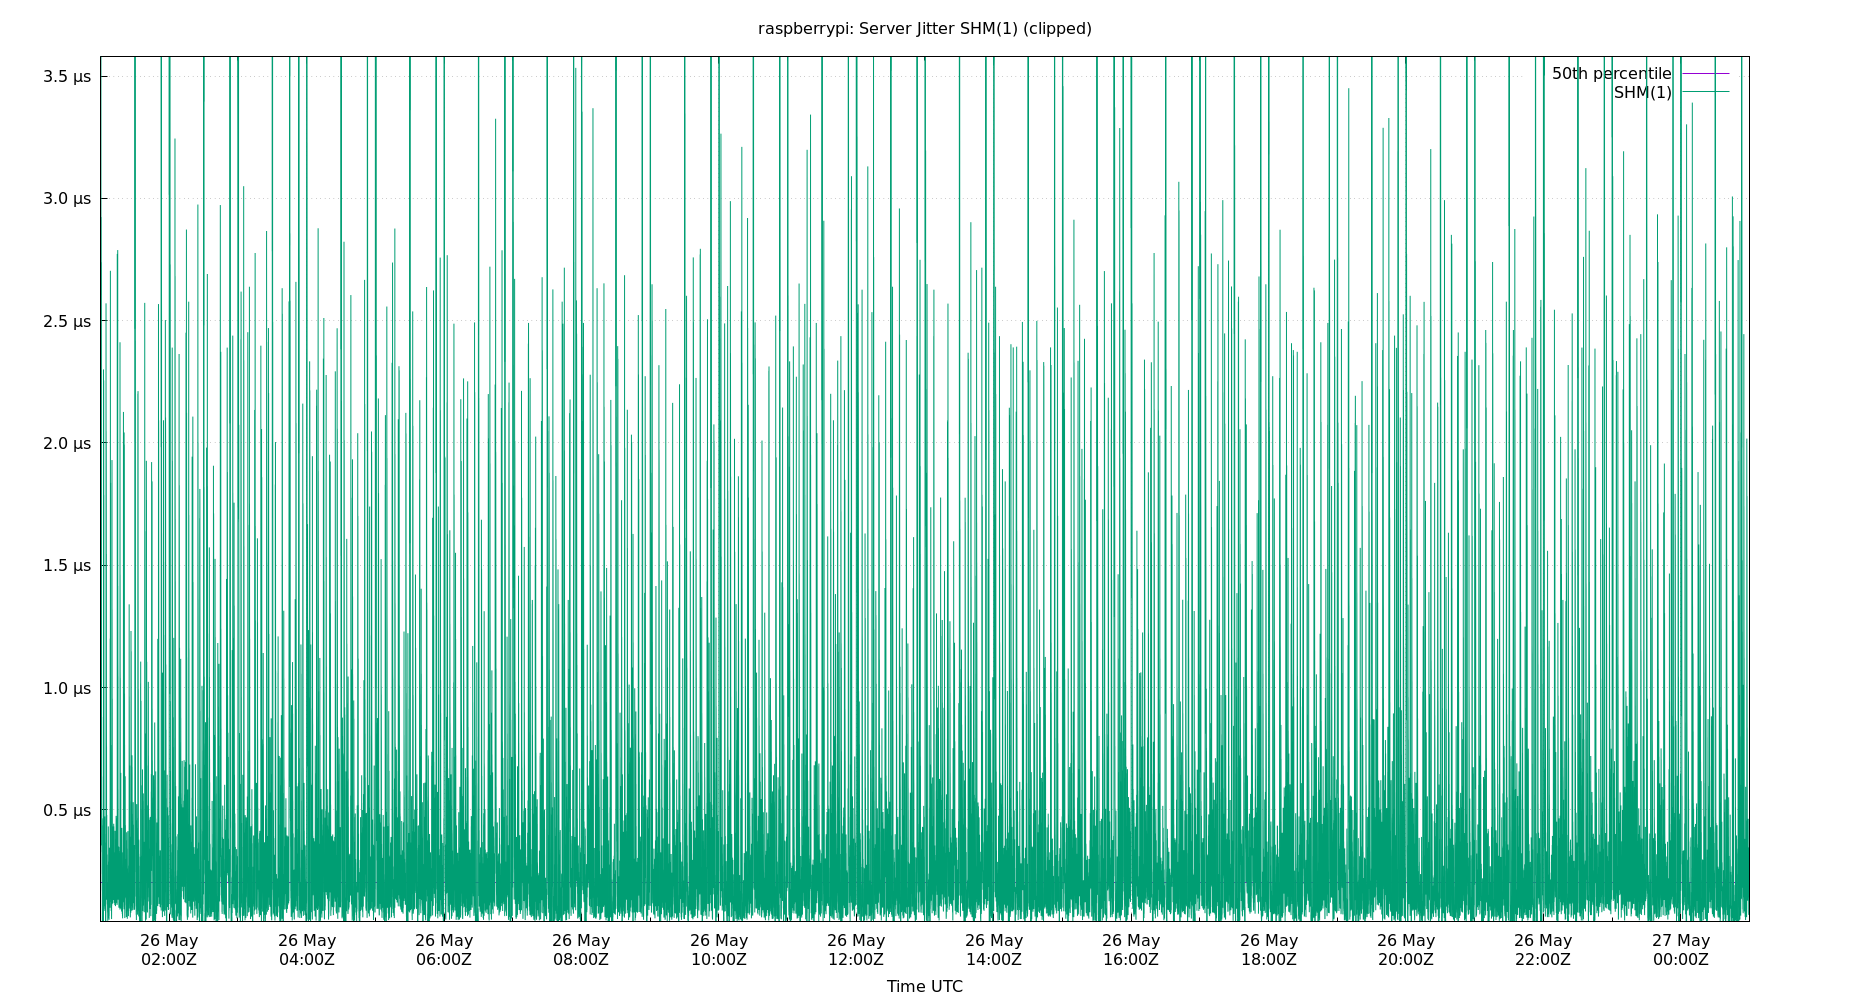 raspberrypi: Server Jitter SHM(1) (clipped)
50th percentile
SHM(1)
3.5 µs
3.0 µs
2.5 µs
2.0 µs
1.5 µs
1.0 µs
0.5 µs
26 May 26 May 26 May 26 May 26 May 26 May 26 May 26 May 26 May 26 May 26 May 27 May
02:00Z 04:00Z 06:00Z 08:00Z 10:00Z 12:00Z 14:00Z 16:00Z 18:00Z 20:00Z 22:00Z 00:00Z
Time UTC